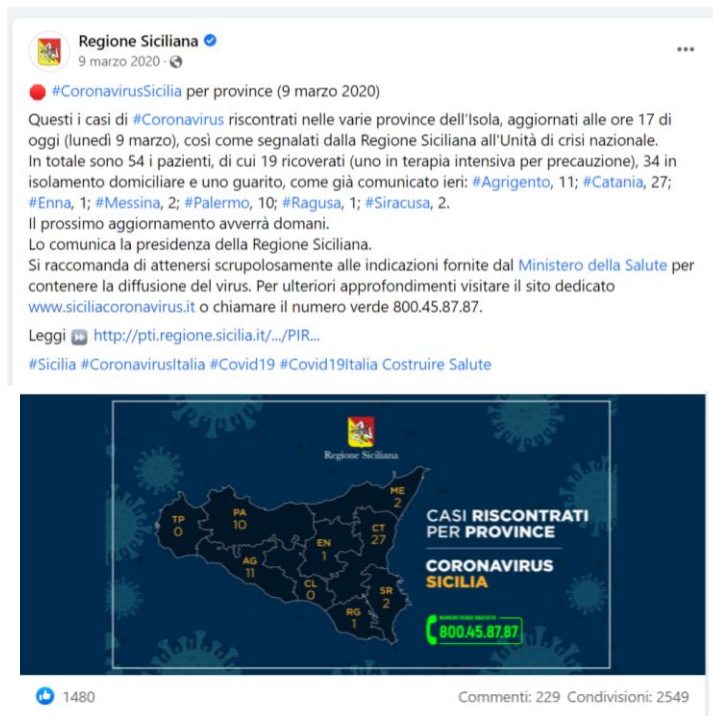 Regione Siciliana
9 marzo 2020 ·
#CoronavirusSicilia per province (9 marzo 2020)
Questi i casi di #Coronavirus riscontrati nelle varie province dell'Isola, aggiornati alle ore 17 di
oggi (lunedì 9 marzo), così come segnalati dalla Regione Siciliana all'Unità di crisi nazionale.
In totale sono 54 i pazienti, di cui 19 ricoverati (uno in terapia intensiva per precauzione), 34 in
isolamento domiciliare e uno guarito, come già comunicato ieri: #Agrigento, 11; #Catania, 27;
#Enna, 1; #Messina, 2; #Palermo, 10; #Ragusa, 1; #Siracusa, 2.
Il prossimo aggiornamento avverrà domani.
Lo comunica la presidenza della Regione Siciliana.
Si raccomanda di attenersi scrupolosamente alle indicazioni fornite dal Ministero della Salute per
contenere la diffusione del virus. Per ulteriori approfondimenti visitare il sito dedicato
www.siciliacoronavirus.it o chiamare il numero verde 800.45.87.87.
Leggi http://pti.regione.sicilia.it/.../PIR...
#Sicilia #CoronavirusItalia #Covid19 #Covid19Italia Costruire Salute
Regione Siciliana
ME
2
TP
0
PA
10
CT
27
EN
1
AG
11
CL
0
SR
2
RG
1
CASI RISCONTRATI
PER PROVINCE
CORONAVIRUS
SICILIA
NUMERO VERDE GRATUITO
800.45.87.87
1480
Commenti: 229 Condivisioni: 2549